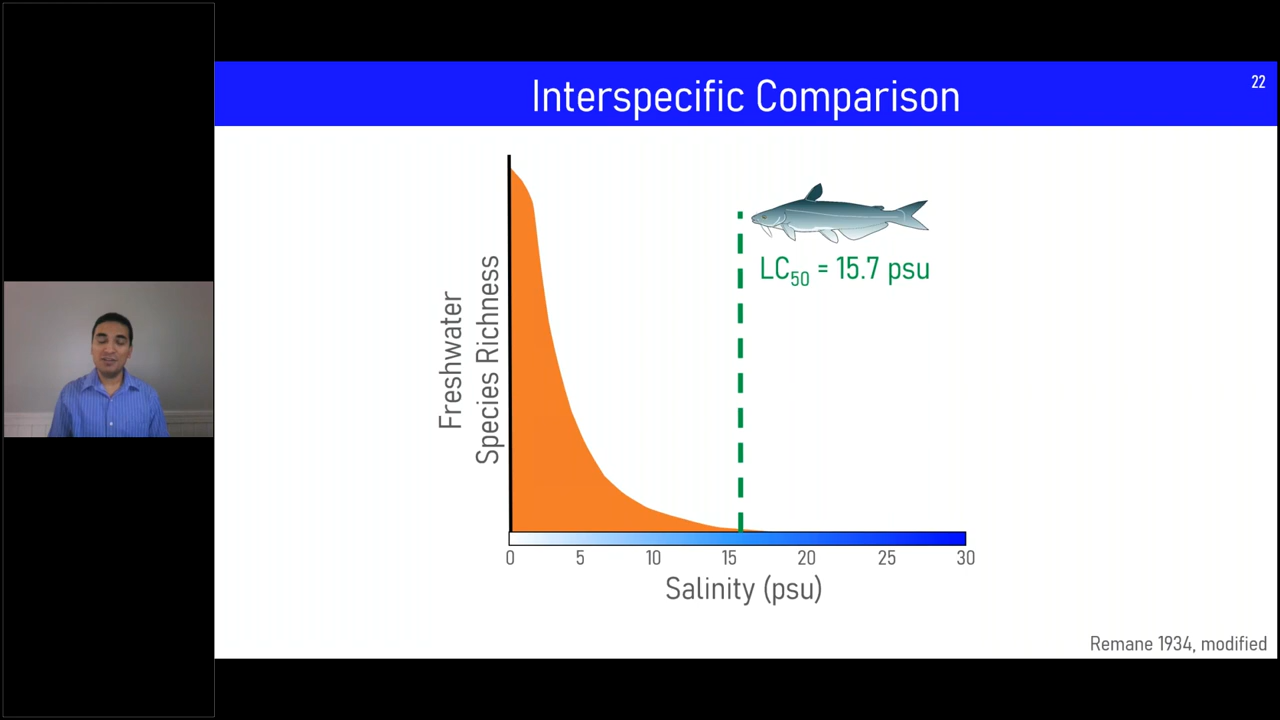 Interspecific Comparison
22
Freshwater
Species Richness
LC50 = 15.7 psu
0 5 10 15 20 25 30
Salinity (psu)
Remane 1934, modified